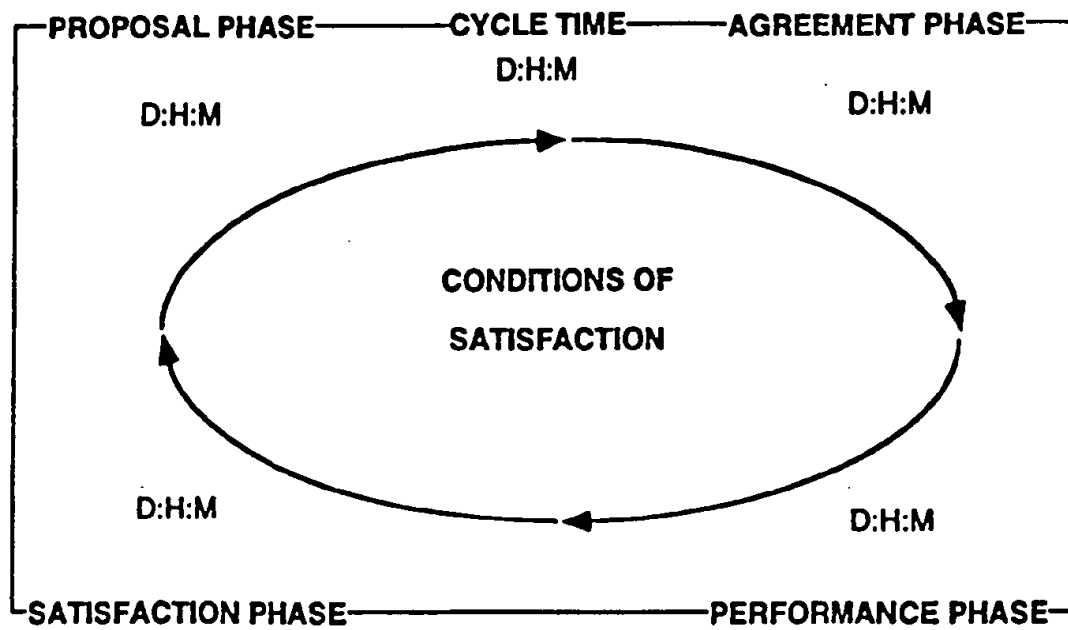 PROPOSAL PHASE CYCLE TIME AGREEMENT PHASE
D:H:M
D:H:M D:H:M
CONDITIONS OF
SATISFACTION
D:H:M D:H:M
SATISFACTION PHASE PERFORMANCE PHASE